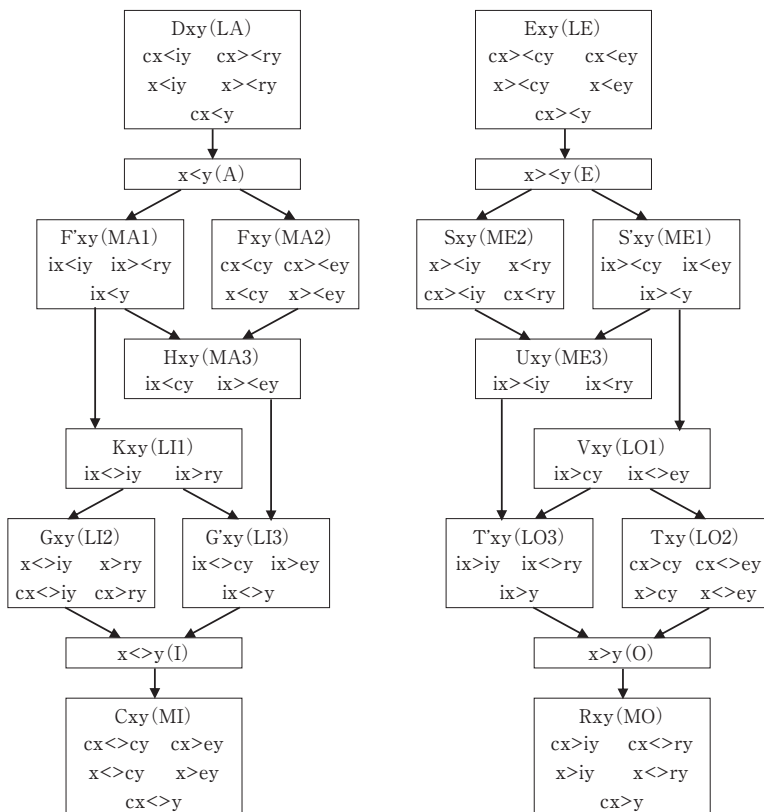 Dxy(LA)
cx<iy cx><ry
x<iy x><ry
cx<y
Exy(LE)
cx><cy cx<ey
x><cy x<ey
cx><y
x<y(A)
x><y(E)
F'xy(MA1)
ix<iy ix><ry
ix<y
Fxy(MA2)
cx<cy cx><ey
x<cy x><ey
Sxy(ME2)
x><iy x<ry
cx><iy cx<ry
S'xy(ME1)
ix><cy ix<ey
ix><y
Hxy(MA3)
ix<cy ix><ey
Uxy(ME3)
ix><iy ix<ry
Kxy(LI1)
ix<>iy ix>ry
Vxy(LO1)
ix>cy ix<>ey
Gxy(LI2)
x<>iy x>ry
cx<>iy cx>ry
G'xy(LI3)
ix<>cy ix>ey
ix<>y
T'xy(LO3)
ix>iy ix<>ry
ix>y
Txy(LO2)
cx>cy cx<>ey
x>cy x<>ey
x<>y(I)
x>y(O)
Cxy(MI)
cx<>cy cx>ey
x<>cy x>ey
cx<>y
Rxy(MO)
cx>iy cx<>ry
x>iy x<>ry
cx>y